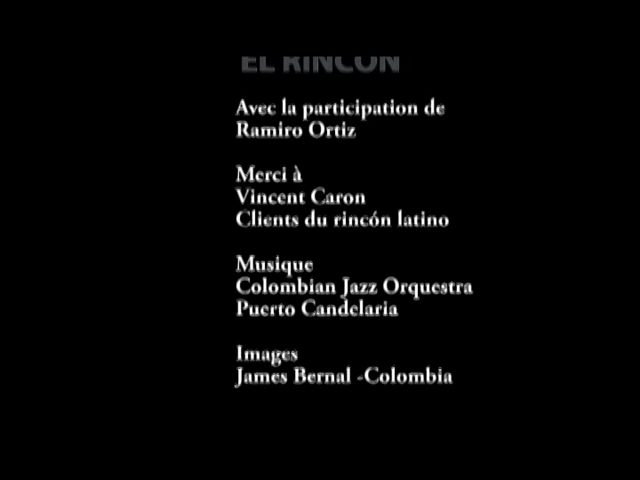 EL RINCON
Avec la participation de
Ramiro Ortiz
Merci à
Vincent Caron
Clients du rincón latino
Musique
Colombian Jazz Orquestra
Puerto Candelaria
Images
James Bernal -Colombia